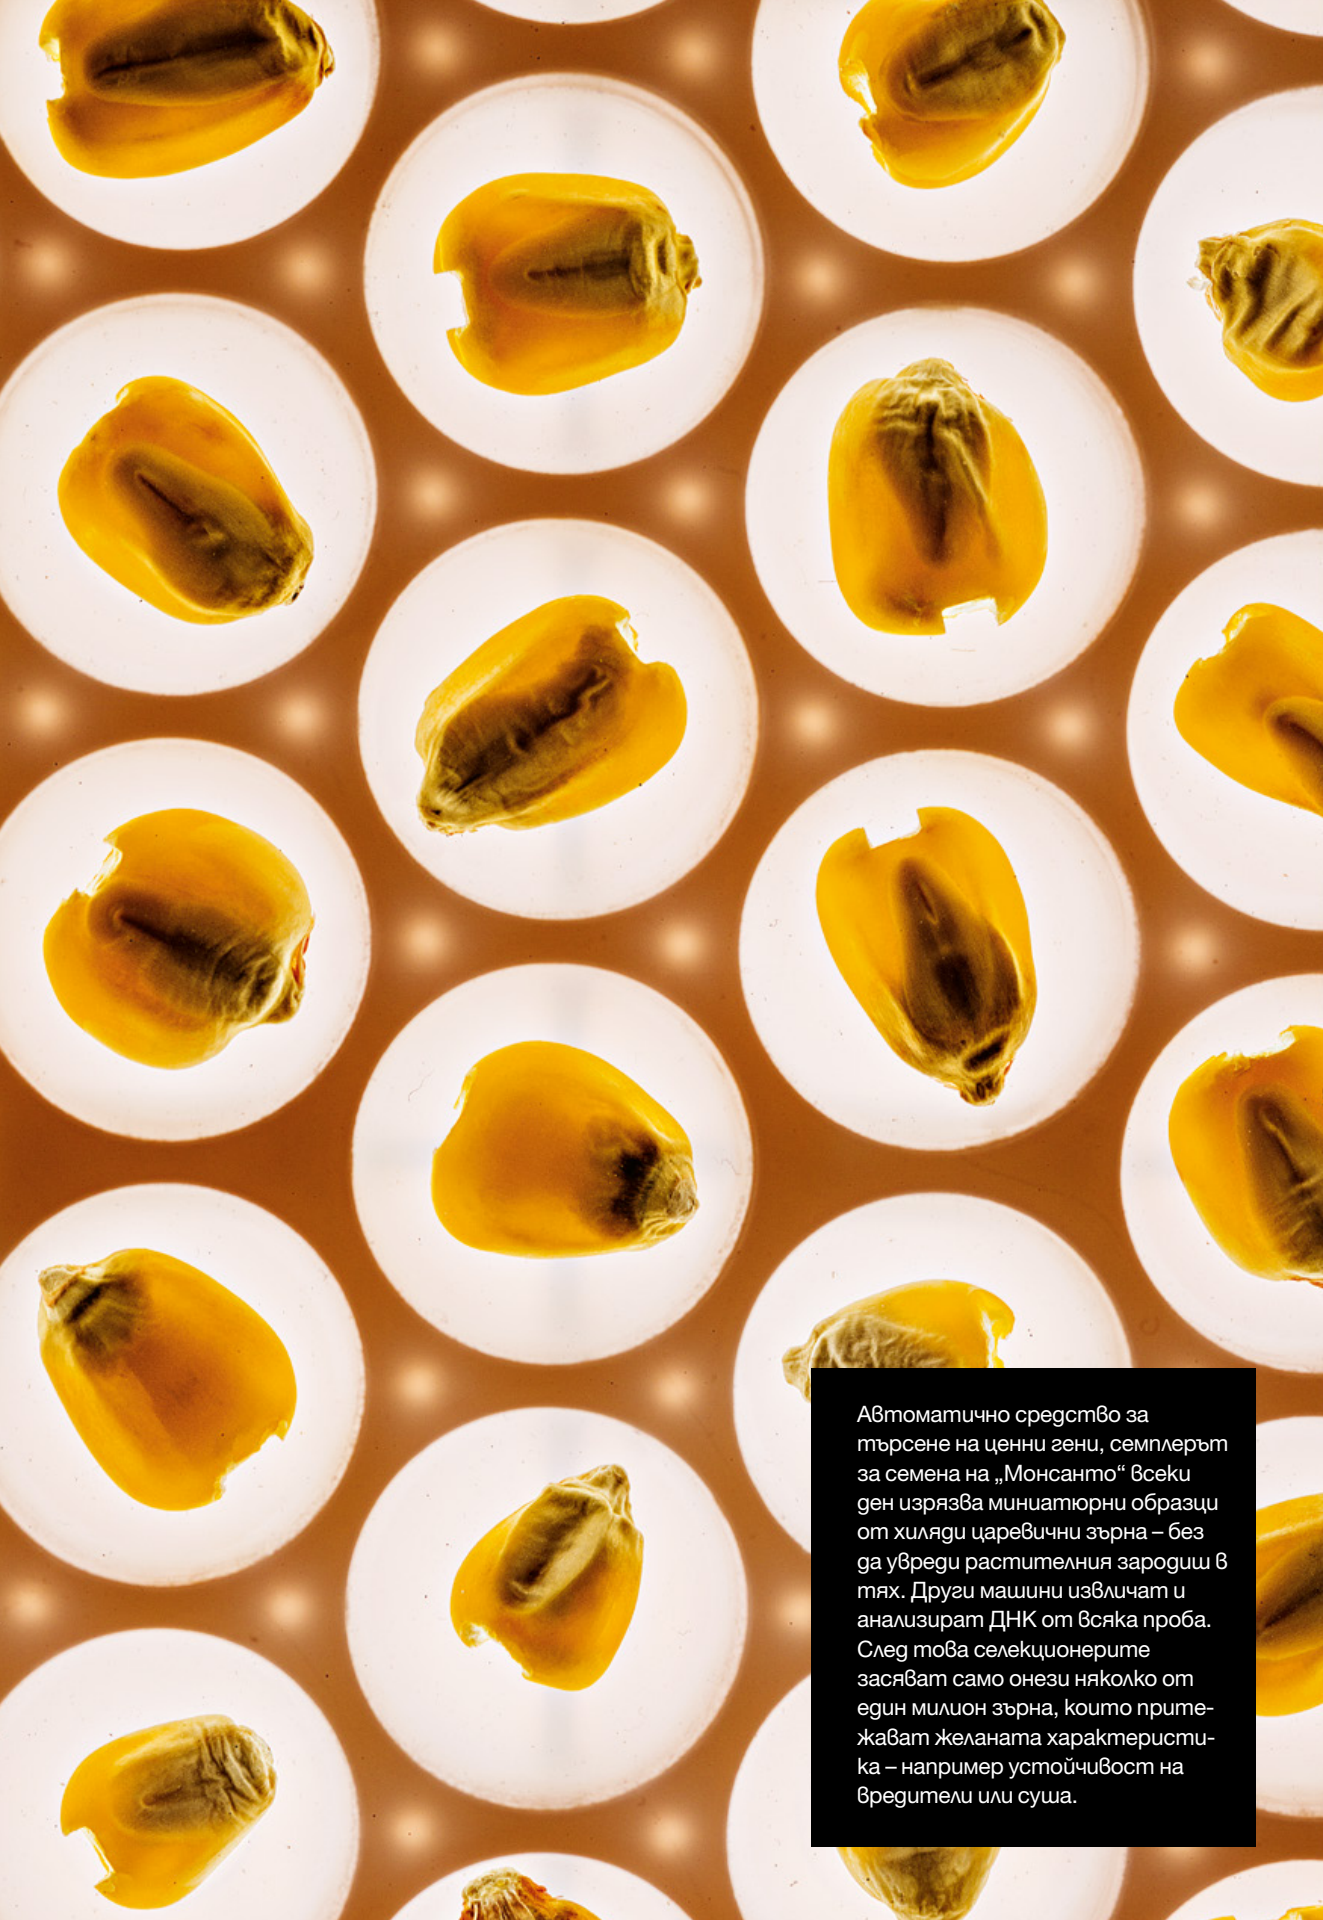 Автоматично средство за
търсене на ценни гени, семплерът
за семена на „Монсанто“ всеки
ден изрязва миниатюрни образци
от хиляди царевични зърна – без
да увреди растителния зародиш в
тях. Други машини извличат и
анализират ДНК от всяка проба.
След това селекционерите
засяват само онези няколко от
един милион зърна, които прите-
жават желаната характеристи-
ка – например устойчивост на
вредители или суша.